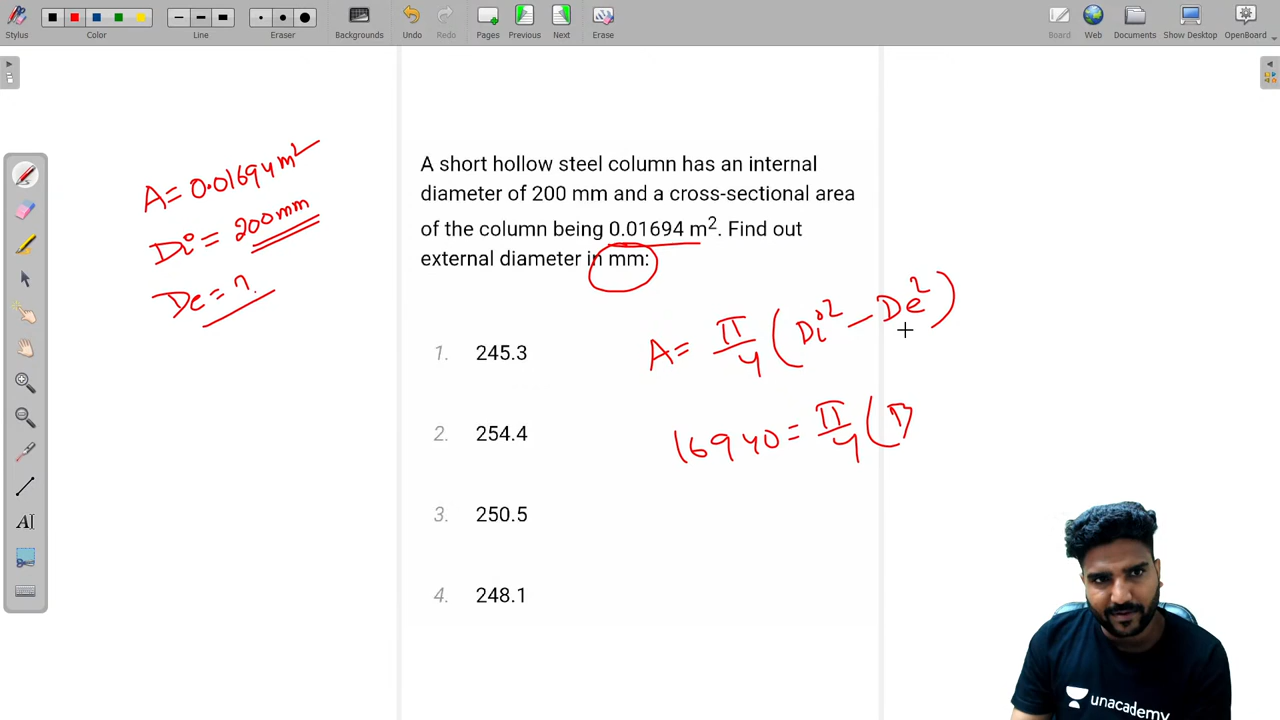 Stylus
Color
Line
Eraser
Backgrounds
Undo
Redo
Pages
Previous
Next
Erase
Board
Web
Documents
Show Desktop
OpenBoard
A = 0.01694 m²
Di = 200 mm
De = ?
A short hollow steel column has an internal
diameter of 200 mm and a cross-sectional area
of the column being 0.01694 m². Find out
external diameter in mm:
A = π/4 (Di² − De²)
16940 = π/4 (D
1. 245.3
2. 254.4
3. 250.5
4. 248.1
AI
unacademy